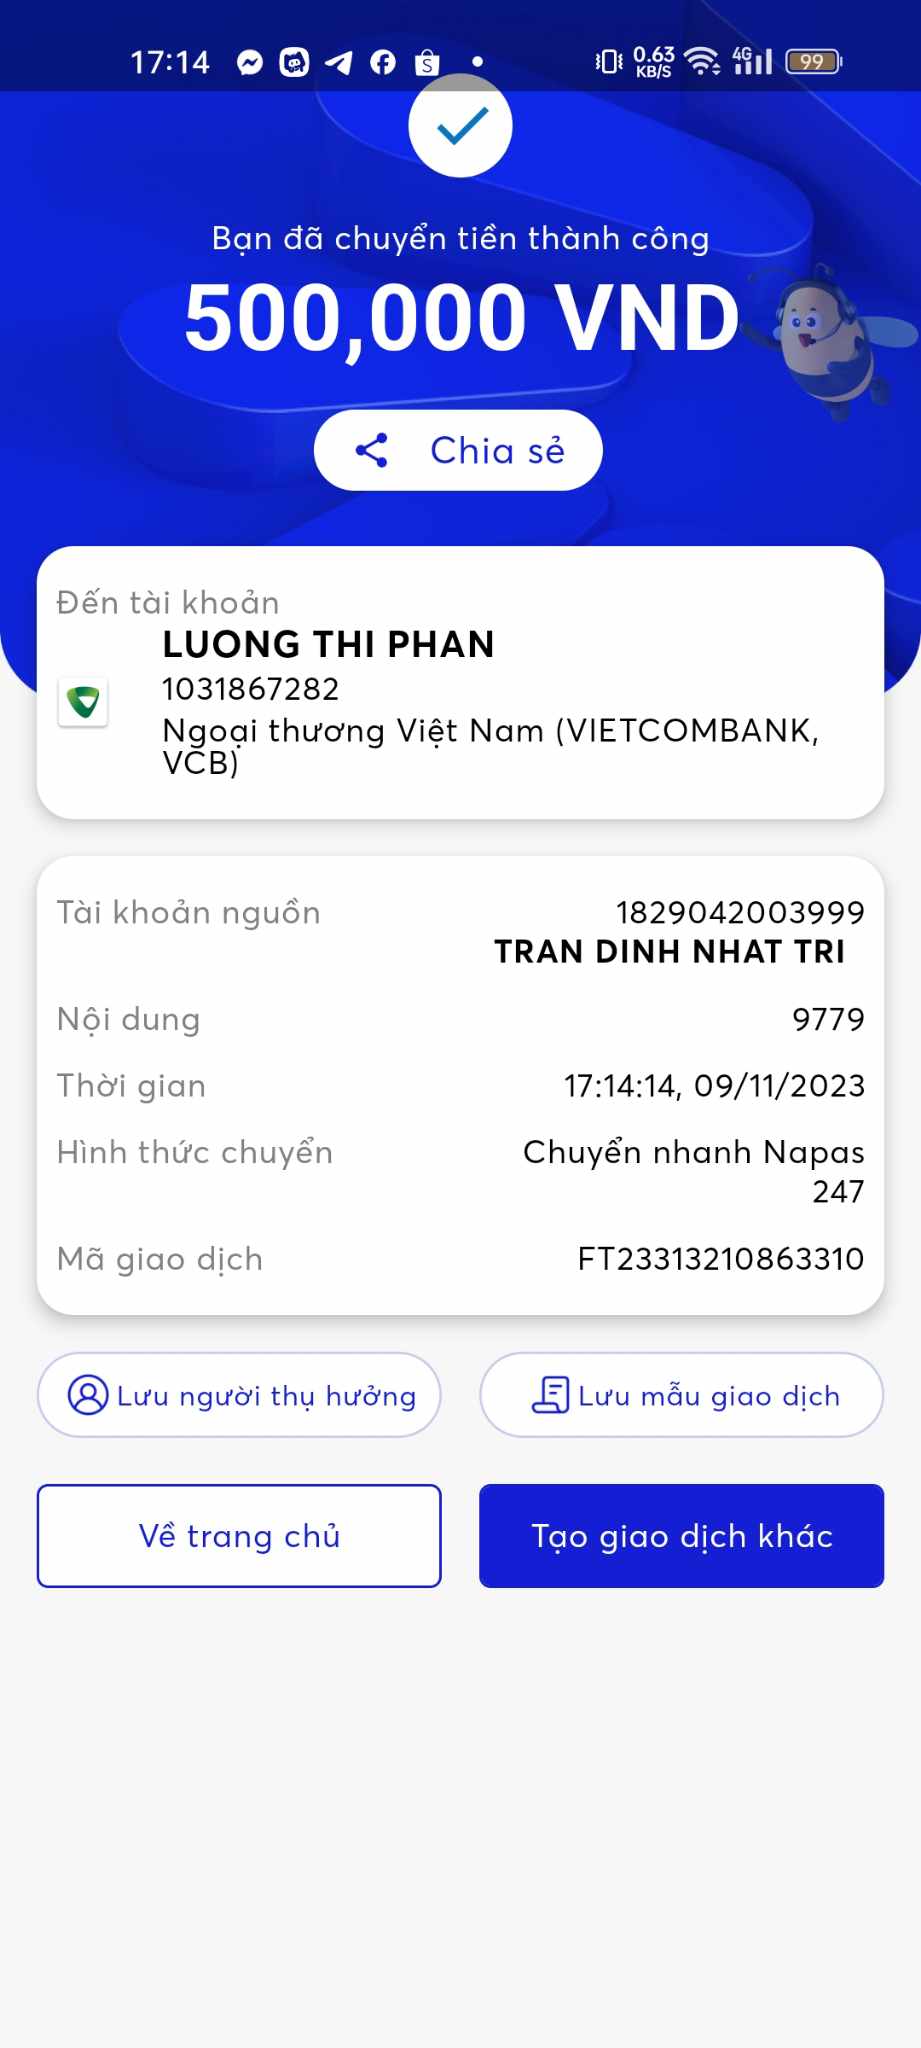 17:14
S
0.63
KB/S
4G
99
Bạn đã chuyển tiền thành công
500,000 VND
Chia sẻ
Đến tài khoản
LUONG THI PHAN
1031867282
Ngoại thương Việt Nam (VIETCOMBANK,
VCB)
Tài khoản nguồn 1829042003999
TRAN DINH NHAT TRI
Nội dung 9779
Thời gian 17:14:14, 09/11/2023
Hình thức chuyển Chuyển nhanh Napas
247
Mã giao dịch FT23313210863310
Lưu người thụ hưởng
Lưu mẫu giao dịch
Về trang chủ
Tạo giao dịch khác